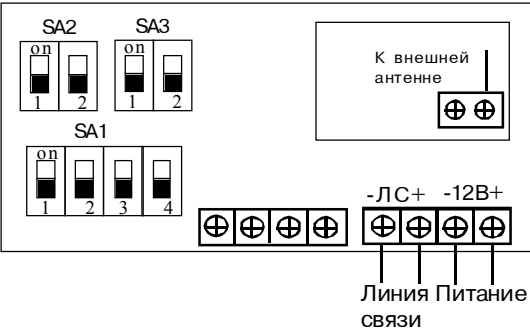 SA2 SA3
on
1 2
on
1 2
SA1
on
1 2 3 4
К внешней
антенне
-ЛС+ -12В+
Линия Питание
связи